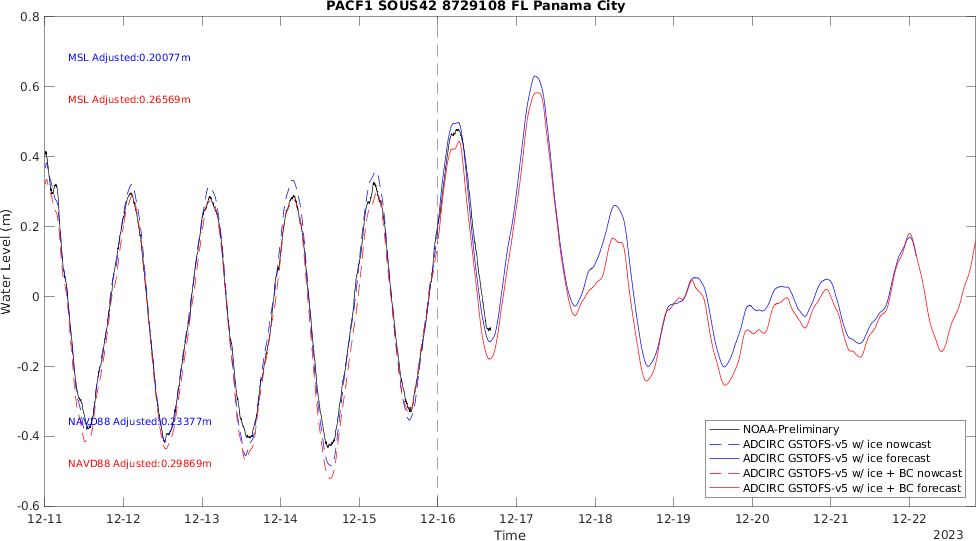 PACF1 SOUS42 8729108 FL Panama City
0.8
0.6
0.4
0.2
0
-0.2
-0.4
-0.6
Water Level (m)
MSL Adjusted:0.20077m
MSL Adjusted:0.26569m
NAVD88 Adjusted:0.23377m
NAVD88 Adjusted:0.29869m
NOAA-Preliminary
ADCIRC GSTOFS-v5 w/ ice nowcast
ADCIRC GSTOFS-v5 w/ ice forecast
ADCIRC GSTOFS-v5 w/ ice + BC nowcast
ADCIRC GSTOFS-v5 w/ ice + BC forecast
12-11 12-12 12-13 12-14 12-15 12-16 12-17 12-18 12-19 12-20 12-21 12-22
Time
2023